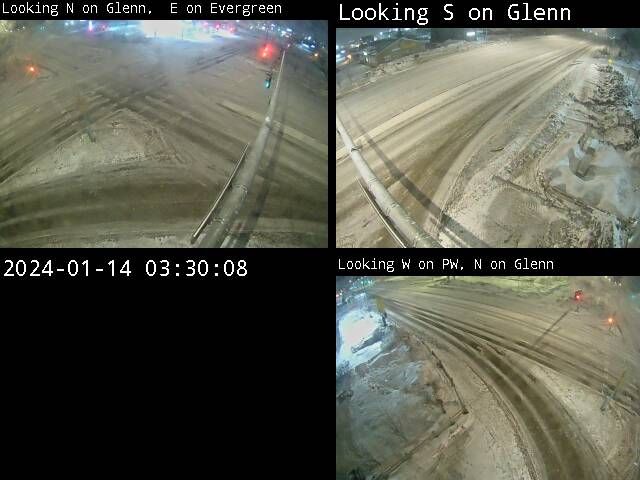 Looking N on Glenn,  E on Evergreen
Looking S on Glenn
2024-01-14 03:30:08
Looking W on PW, N on Glenn